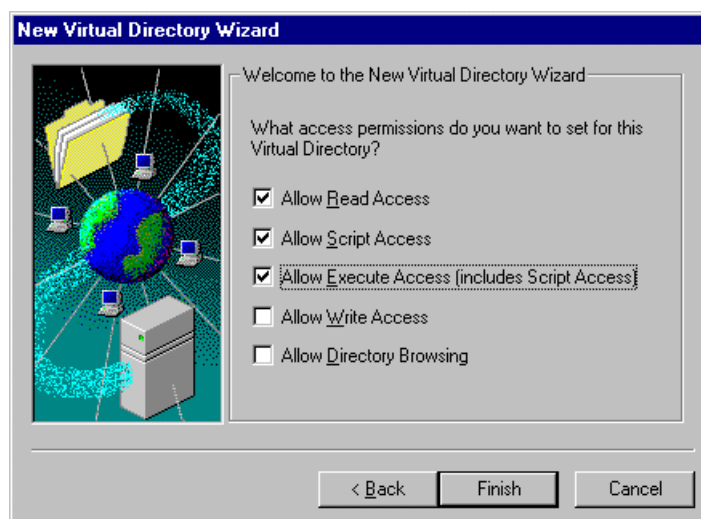 New Virtual Directory Wizard
Welcome to the New Virtual Directory Wizard
What access permissions do you want to set for this
Virtual Directory?
Allow Read Access
Allow Script Access
Allow Execute Access (includes Script Access)
Allow Write Access
Allow Directory Browsing
< Back
Finish
Cancel